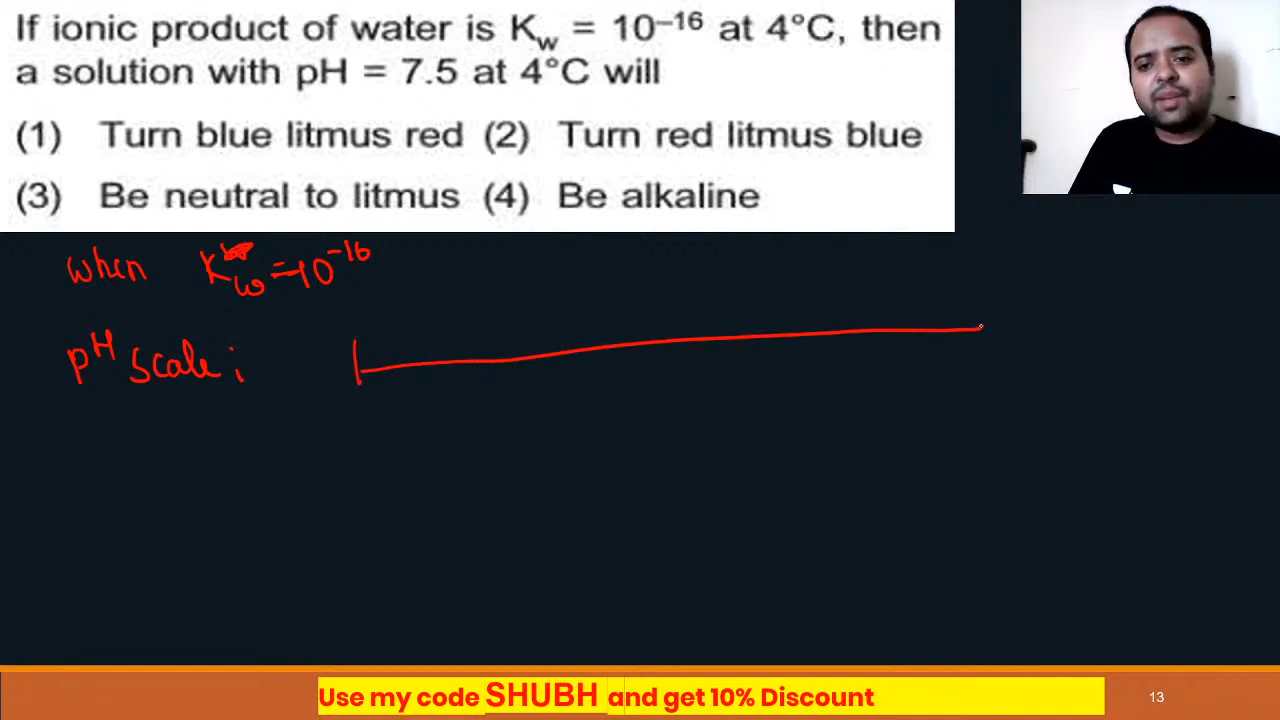 If ionic product of water is Kw = 10–16 at 4°C, then
a solution with pH = 7.5 at 4°C will
(1) Turn blue litmus red (2) Turn red litmus blue
(3) Be neutral to litmus (4) Be alkaline
when Kw = 10-16
pH scale ;
Use my code SHUBH and get 10% Discount
13